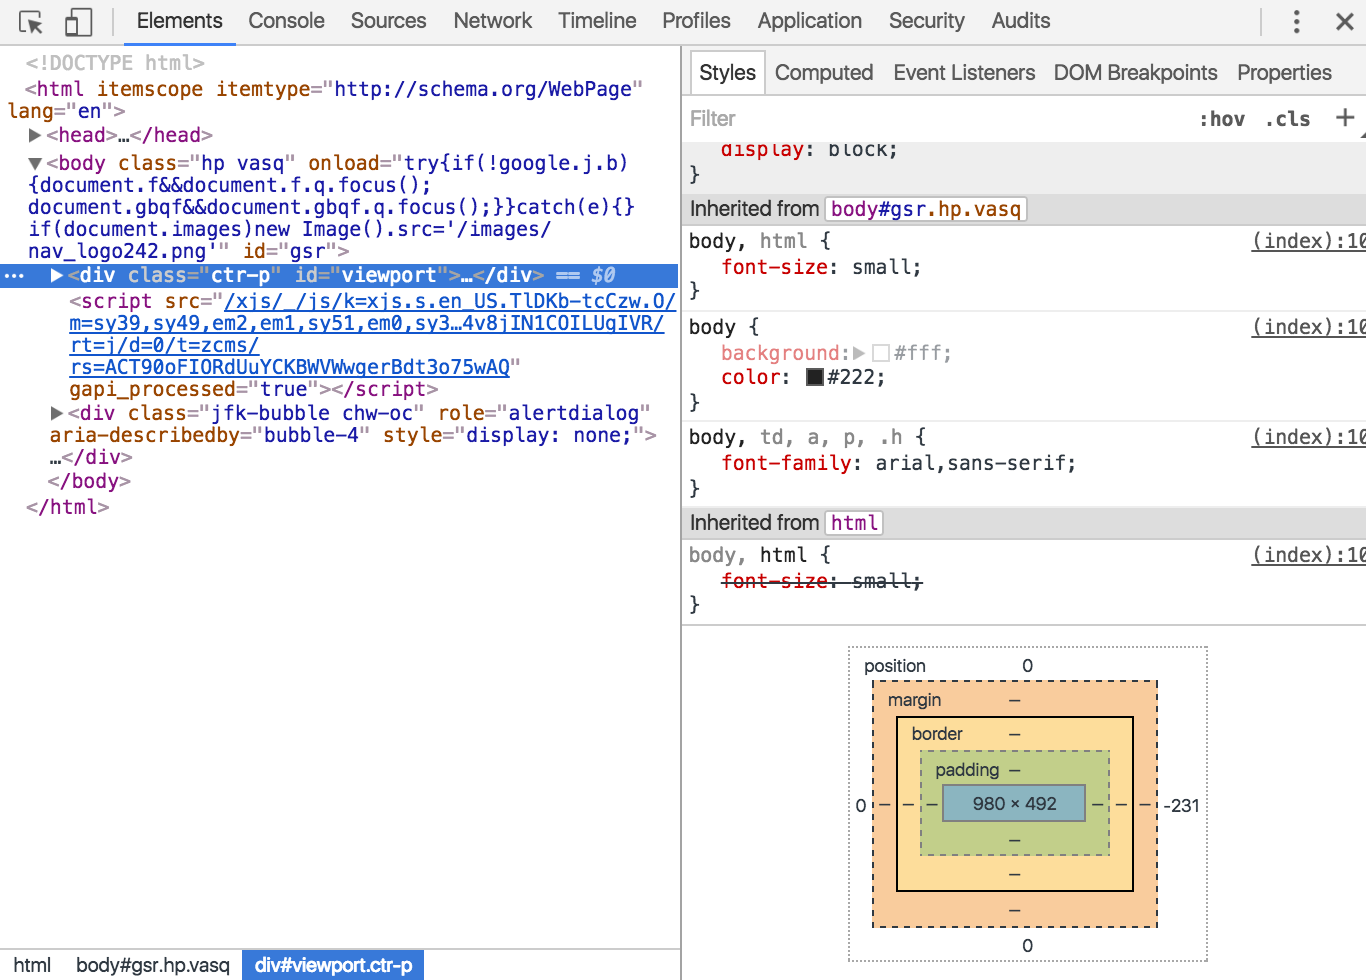 Elements Console Sources Network Timeline Profiles Application Security Audits
<!DOCTYPE html>
<html itemscope itemtype="http://schema.org/WebPage"
lang="en">
<head>…</head>
<body class="hp vasq" onload="try{if(!google.j.b)
{document.f&&document.f.q.focus();
document.gbqf&&document.gbqf.q.focus();}}catch(e){}
if(document.images)new Image().src='/images/
nav_logo242.png'" id="gsr">
… <div class="ctr-p" id="viewport">…</div> == $0
<script src="/xjs/_/js/k=xjs.s.en_US.TlDKb-tcCzw.O/
m=sy39,sy49,em2,em1,sy51,em0,sy3…4v8jIN1COILUqIVR/
rt=j/d=0/t=zcms/
rs=ACT90oFIORdUuYCKBWVWwgerBdt3o75wAQ"
gapi_processed="true"></script>
<div class="jfk-bubble chw-oc" role="alertdialog"
aria-describedby="bubble-4" style="display: none;">
…</div>
</body>
</html>
html body#gsr.hp.vasq div#viewport.ctr-p
Styles Computed Event Listeners DOM Breakpoints Properties
Filter :hov .cls +
display: block;
}
Inherited from body#gsr.hp.vasq
body, html { (index):10
font-size: small;
}
body { (index):10
background: #fff;
color: #222;
}
body, td, a, p, .h { (index):10
font-family: arial,sans-serif;
}
Inherited from html
body, html { (index):10
font-size: small;
}
position 0
margin –
border –
padding –
0 – – – 980 × 492 – – – -231
–
–
–
0